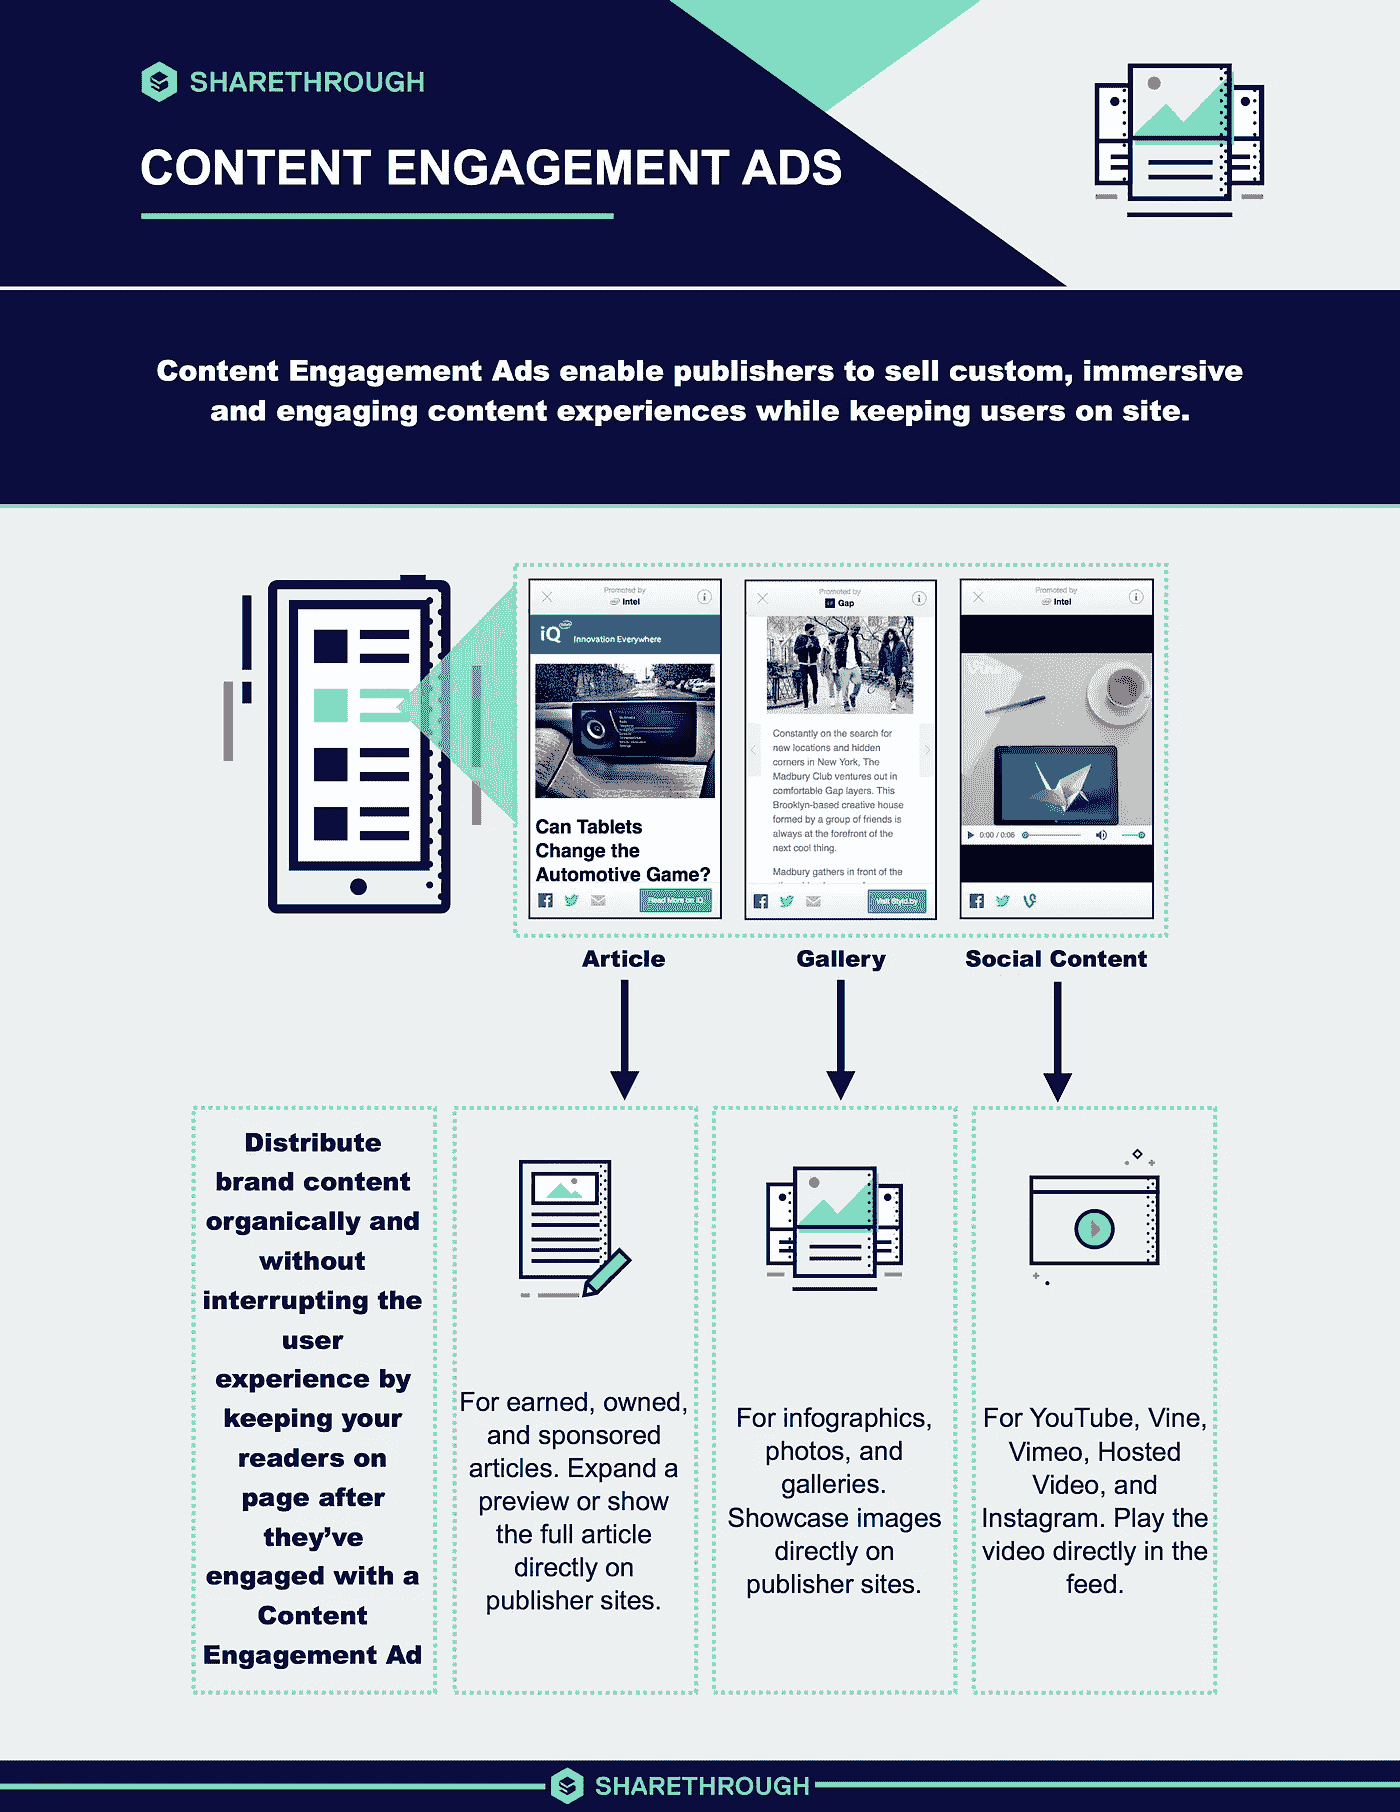 SHARETHROUGH
CONTENT ENGAGEMENT ADS
Content Engagement Ads enable publishers to sell custom, immersive
and engaging content experiences while keeping users on site.
Promoted by
Intel
iQ
Innovation Everywhere
Can Tablets
Change the
Automotive Game?
Read More on iQ
Promoted by
Gap
Constantly on the search for
new locations and hidden
corners in New York, The
Madbury Club ventures out in
comfortable Gap layers. This
Brooklyn-based creative house
formed by a group of friends is
always at the forefront of the
next cool thing.
Madbury gathers in front of the
Visit Styld.by
Promoted by
Intel
0:00 / 0:06
Article
Gallery
Social Content
Distribute
brand content
organically and
without
interrupting the
user
experience by
keeping your
readers on
page after
they’ve
engaged with a
Content
Engagement Ad
For earned, owned,
and sponsored
articles. Expand a
preview or show
the full article
directly on
publisher sites.
For infographics,
photos, and
galleries.
Showcase images
directly on
publisher sites.
For YouTube, Vine,
Vimeo, Hosted
Video, and
Instagram. Play the
video directly in the
feed.
SHARETHROUGH